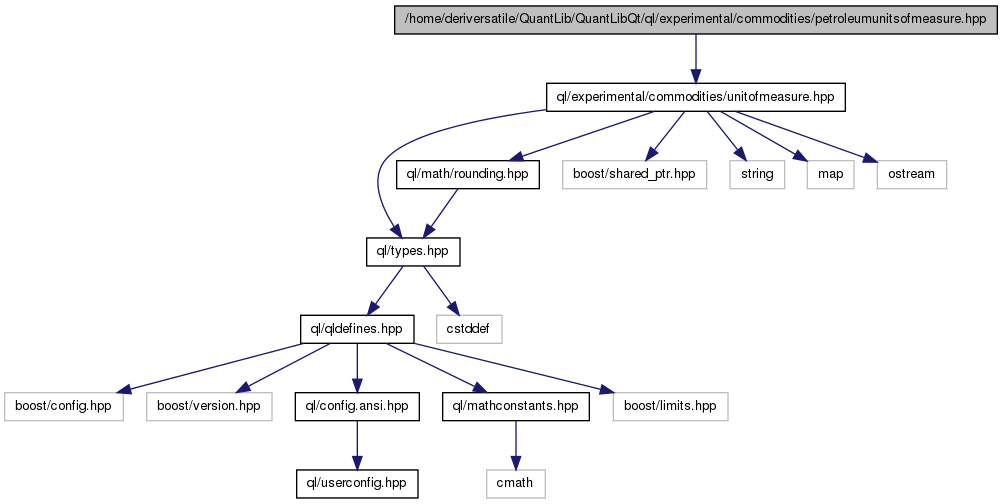 /home/deriversatile/QuantLib/QuantLibQt/ql/experimental/commodities/petroleumunitsofmeasure.hpp
ql/experimental/commodities/unitofmeasure.hpp
ql/math/rounding.hpp
boost/shared_ptr.hpp
string
map
ostream
ql/types.hpp
ql/qldefines.hpp
cstddef
boost/config.hpp
boost/version.hpp
ql/config.ansi.hpp
ql/mathconstants.hpp
boost/limits.hpp
ql/userconfig.hpp
cmath